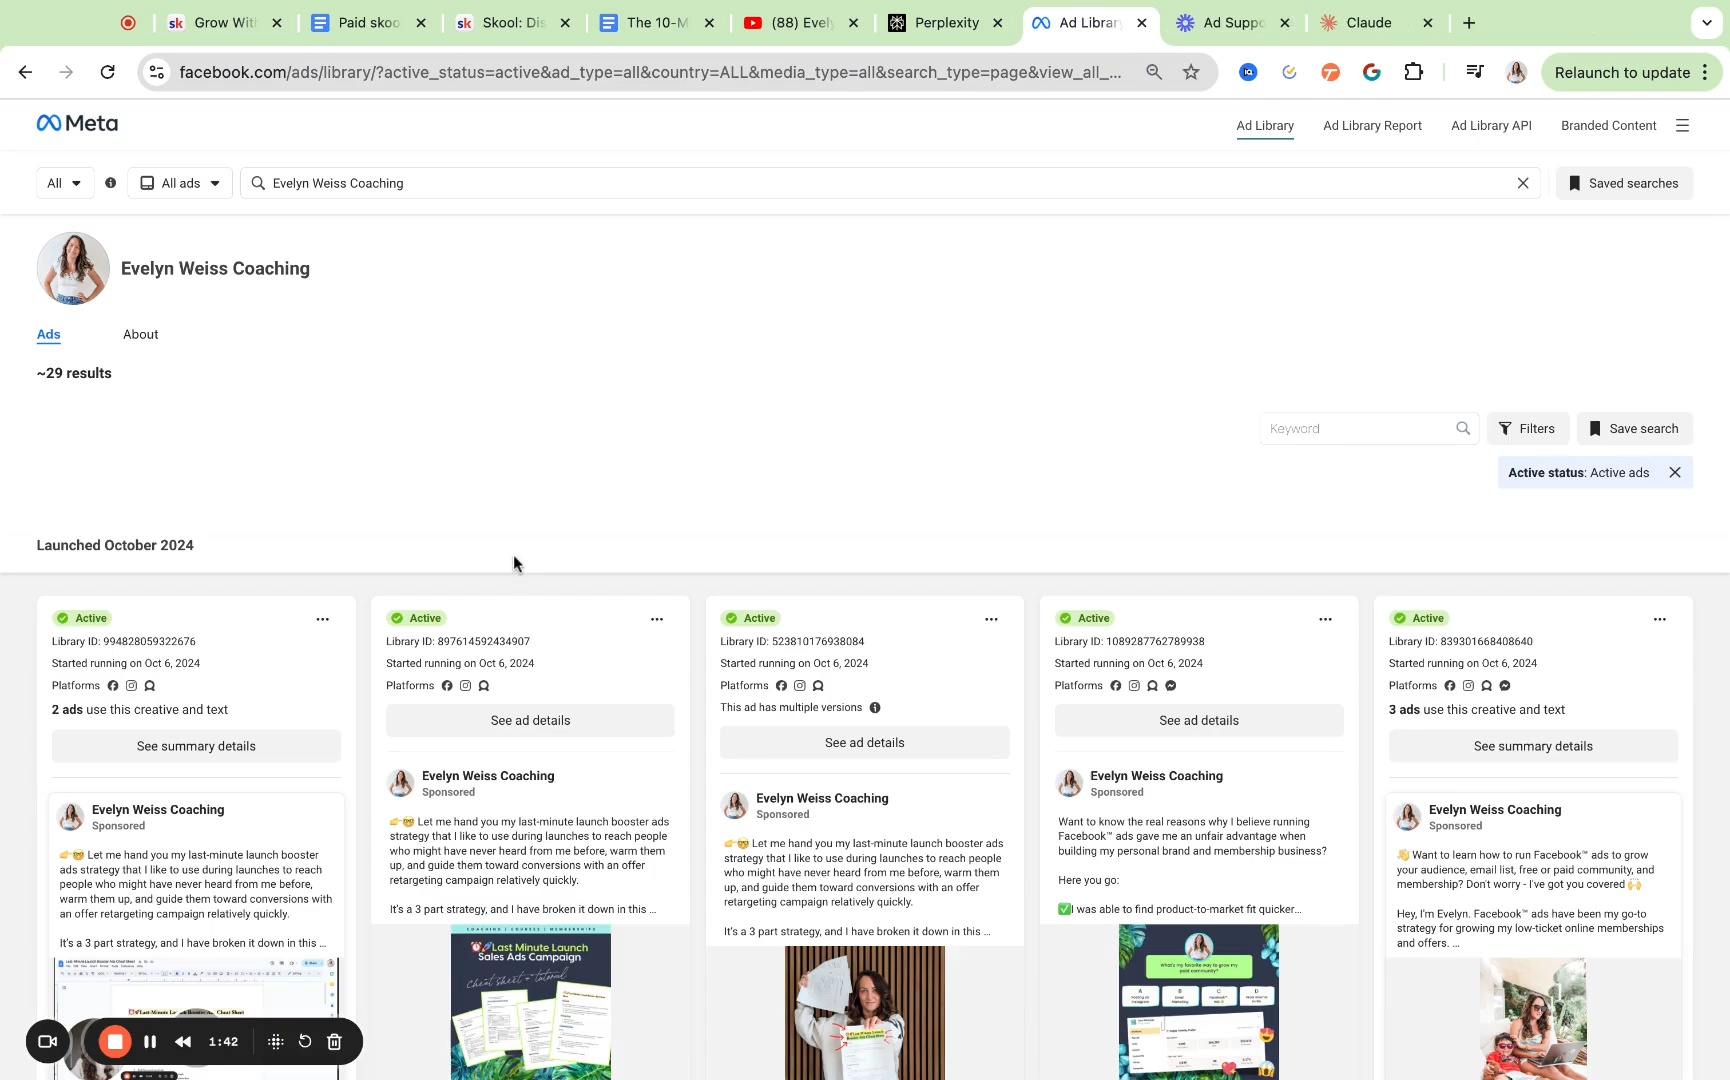 sk Grow Wit
Paid skoo
sk Skool: Dis
The 10-M
(88) Evely
Perplexity
Ad Library
Ad Suppo
Claude
facebook.com/ads/library/?active_status=active&ad_type=all&country=ALL&media_type=all&search_type=page&view_all_...
Relaunch to update
Meta
Ad Library
Ad Library Report
Ad Library API
Branded Content
All
All ads
Evelyn Weiss Coaching
Saved searches
Evelyn Weiss Coaching
Ads
About
~29 results
Keyword
Filters
Save search
Active status: Active ads
Launched October 2024
Active
Library ID: 994828059322676
Started running on Oct 6, 2024
Platforms
2 ads use this creative and text
See summary details
Evelyn Weiss Coaching
Sponsored
👉🤓 Let me hand you my last-minute launch booster
ads strategy that I like to use during launches to reach
people who might have never heard from me before,
warm them up, and guide them toward conversions with
an offer retargeting campaign relatively quickly.
It's a 3 part strategy, and I have broken it down in this ...
1:42
Active
Library ID: 897614592434907
Started running on Oct 6, 2024
Platforms
See ad details
Evelyn Weiss Coaching
Sponsored
👉🤓 Let me hand you my last-minute launch booster ads
strategy that I like to use during launches to reach people
who might have never heard from me before, warm them
up, and guide them toward conversions with an offer
retargeting campaign relatively quickly.
It's a 3 part strategy, and I have broken it down in this ...
COACHING | COURSES | MEMBERSHIPS
Last Minute Launch
Sales Ads Campaign
cheat sheet + tutorial
Active
Library ID: 523810176938084
Started running on Oct 6, 2024
Platforms
This ad has multiple versions
See ad details
Evelyn Weiss Coaching
Sponsored
👉🤓 Let me hand you my last-minute launch booster ads
strategy that I like to use during launches to reach people
who might have never heard from me before, warm them
up, and guide them toward conversions with an offer
retargeting campaign relatively quickly.
It's a 3 part strategy, and I have broken it down in this ...
Active
Library ID: 1089287762789938
Started running on Oct 6, 2024
Platforms
See ad details
Evelyn Weiss Coaching
Sponsored
Want to know the real reasons why I believe running
Facebook™ ads gave me an unfair advantage when
building my personal brand and membership business?
Here you go:
✅I was able to find product-to-market fit quicker...
What's my favorite way to grow my
paid community?
A
B
C
D
Active
Library ID: 839301668408640
Started running on Oct 6, 2024
Platforms
3 ads use this creative and text
See summary details
Evelyn Weiss Coaching
Sponsored
👋 Want to learn how to run Facebook™ ads to grow
your audience, email list, free or paid community, and
membership? Don't worry - I've got you covered 🙌
Hey, I'm Evelyn. Facebook™ ads have been my go-to
strategy for growing my low-ticket online memberships
and offers. ...